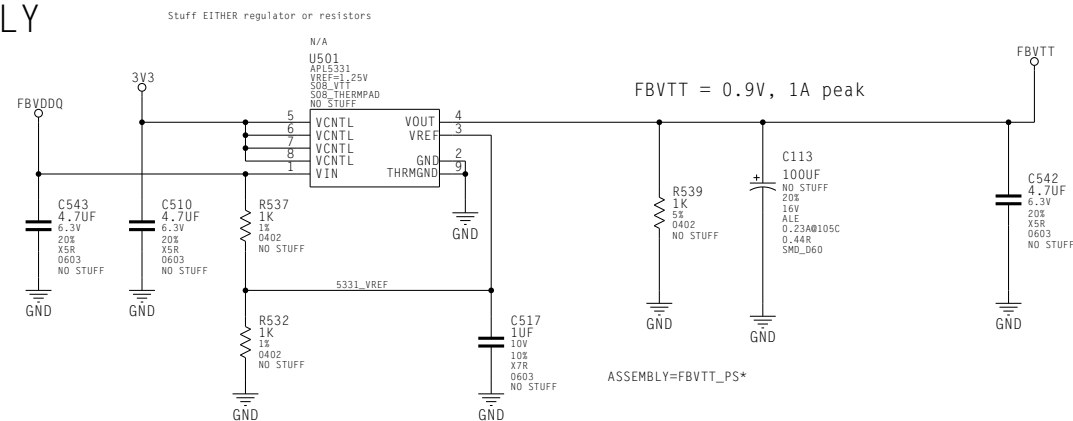 LY
Stuff EITHER regulator or resistors
N/A
U501
APL5331
VREF=1.25V
SO8_VTT
SO8_THERMPAD
NO STUFF
FBVTT
3V3
FBVDDQ
FBVTT = 0.9V, 1A peak
5 VCNTL
6 VCNTL
7 VCNTL
8 VCNTL
1 VIN
VOUT 4
VREF 3
GND 2
THRMGND 9
GND
C543
4.7UF
6.3V
20%
X5R
0603
NO STUFF
GND
C510
4.7UF
6.3V
20%
X5R
0603
NO STUFF
GND
R537
1K
1%
0402
NO STUFF
5331_VREF
R532
1K
1%
0402
NO STUFF
GND
C517
1UF
10V
10%
X7R
0603
NO STUFF
GND
R539
1K
5%
0402
NO STUFF
GND
+
C113
100UF
NO STUFF
20%
16V
ALE
0.23A@105C
0.44R
SMD_D60
GND
C542
4.7UF
6.3V
20%
X5R
0603
NO STUFF
GND
ASSEMBLY=FBVTT_PS*